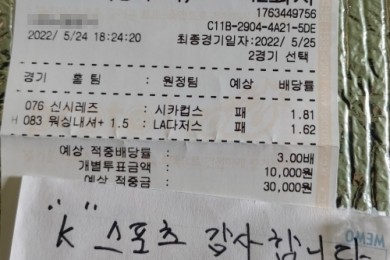 1763449756
C11B-2904-4A21-5DE
2022/ 5/24 18:24:20 최종경기일자:2022/ 5/25
2경기 선택
경기 홈 팀 : 원정팀 예상 배당률
076 신시레즈 : 시카컵스 패 1.81
H 083 워싱내셔+ 1.5 : LA다저스 패 1.62
예상 적중배당률 : 3.00배
개별투표금액 : 10,000원
예상 적중금 : 30,000원
MEMO
"K" 스포츠 감사합니다